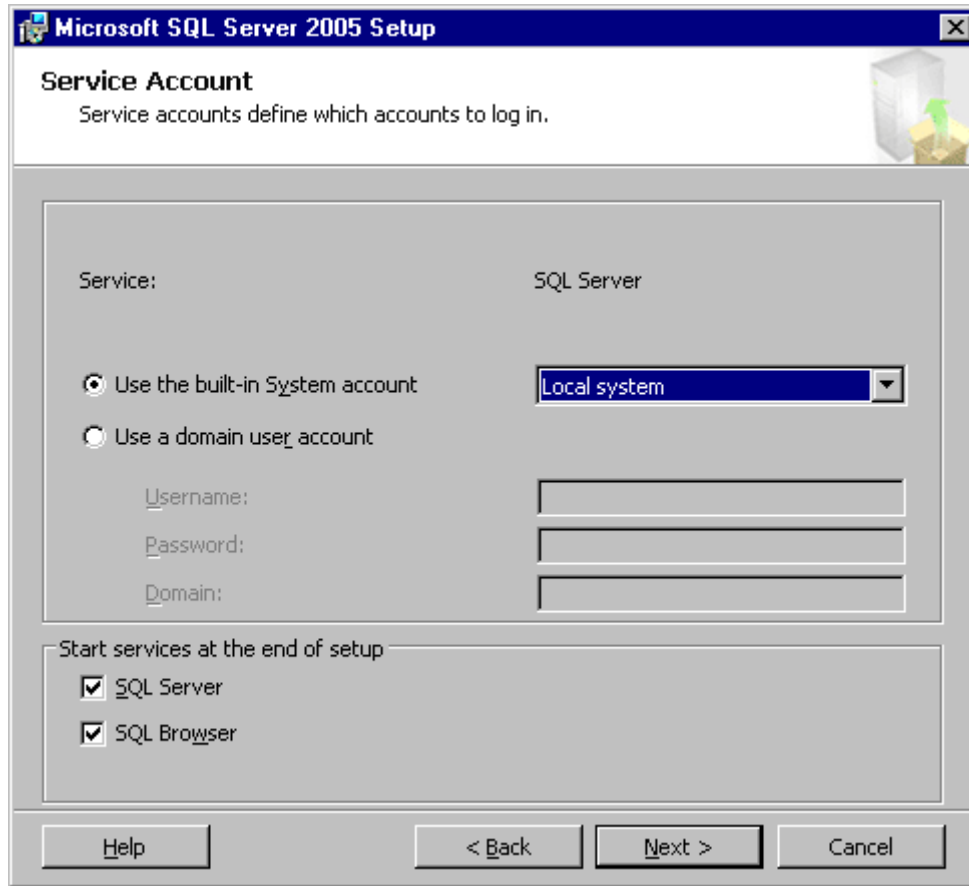 Microsoft SQL Server 2005 Setup
Service Account
Service accounts define which accounts to log in.
Service: SQL Server
Use the built-in System account Local system
Use a domain user account
Username:
Password:
Domain:
Start services at the end of setup
SQL Server
SQL Browser
Help < Back Next > Cancel